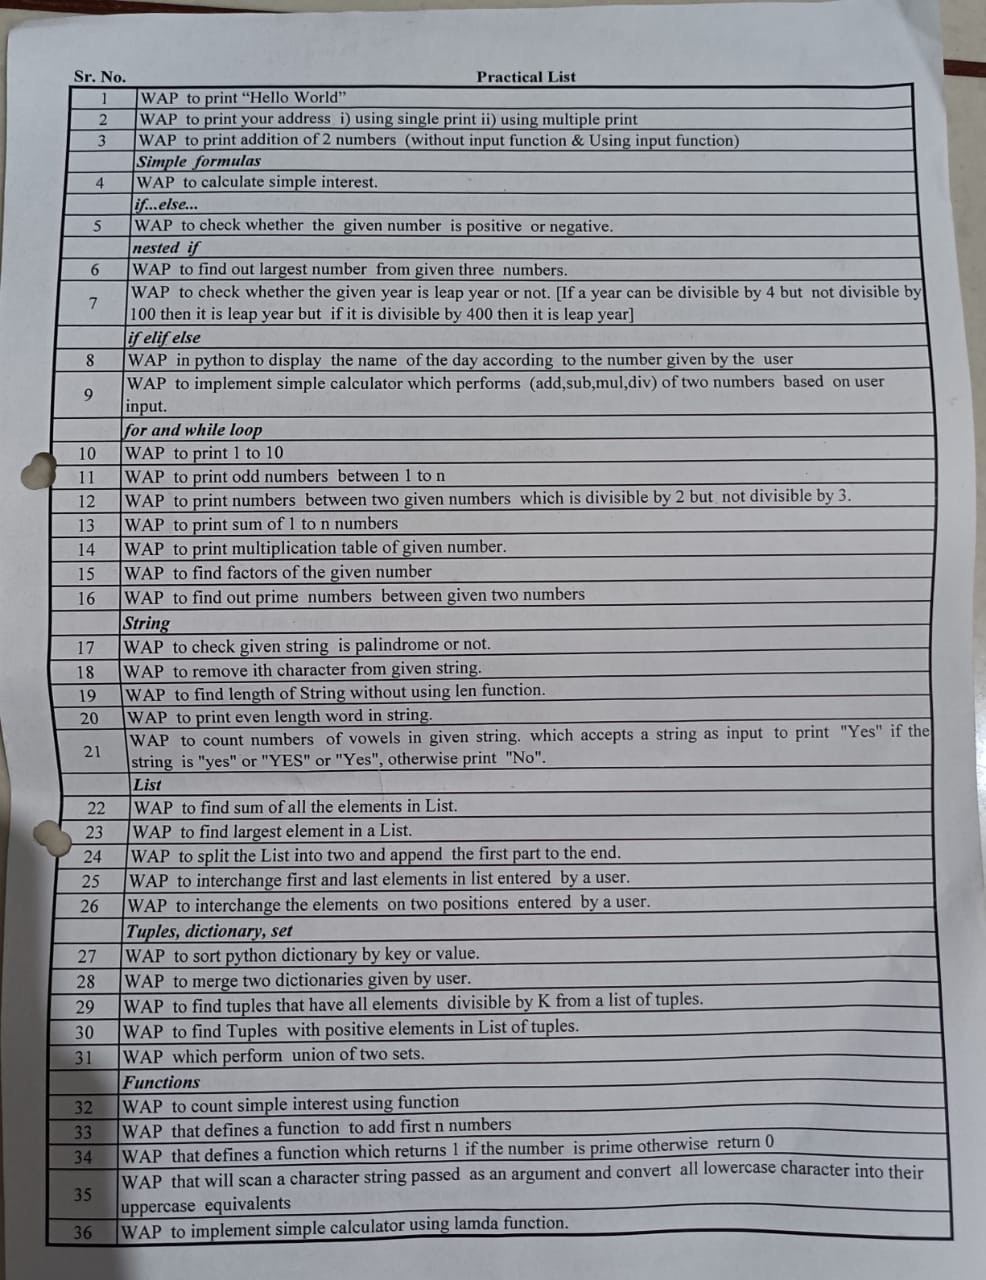 Sr. No. Practical List
1 WAP to print “Hello World”
2 WAP to print your address i) using single print ii) using multiple print
3 WAP to print addition of 2 numbers (without input function & Using input function)
Simple formulas
4 WAP to calculate simple interest.
if...else...
5 WAP to check whether the given number is positive or negative.
nested if
6 WAP to find out largest number from given three numbers.
7 WAP to check whether the given year is leap year or not. [If a year can be divisible by 4 but not divisible by
100 then it is leap year but if it is divisible by 400 then it is leap year]
if elif else
8 WAP in python to display the name of the day according to the number given by the user
9 WAP to implement simple calculator which performs (add,sub,mul,div) of two numbers based on user
input.
for and while loop
10 WAP to print 1 to 10
11 WAP to print odd numbers between 1 to n
12 WAP to print numbers between two given numbers which is divisible by 2 but not divisible by 3.
13 WAP to print sum of 1 to n numbers
14 WAP to print multiplication table of given number.
15 WAP to find factors of the given number
16 WAP to find out prime numbers between given two numbers
String
17 WAP to check given string is palindrome or not.
18 WAP to remove ith character from given string.
19 WAP to find length of String without using len function.
20 WAP to print even length word in string.
21 WAP to count numbers of vowels in given string. which accepts a string as input to print "Yes" if the
string is "yes" or "YES" or "Yes", otherwise print "No".
List
22 WAP to find sum of all the elements in List.
23 WAP to find largest element in a List.
24 WAP to split the List into two and append the first part to the end.
25 WAP to interchange first and last elements in list entered by a user.
26 WAP to interchange the elements on two positions entered by a user.
Tuples, dictionary, set
27 WAP to sort python dictionary by key or value.
28 WAP to merge two dictionaries given by user.
29 WAP to find tuples that have all elements divisible by K from a list of tuples.
30 WAP to find Tuples with positive elements in List of tuples.
31 WAP which perform union of two sets.
Functions
32 WAP to count simple interest using function
33 WAP that defines a function to add first n numbers
34 WAP that defines a function which returns 1 if the number is prime otherwise return 0
35 WAP that will scan a character string passed as an argument and convert all lowercase character into their
uppercase equivalents
36 WAP to implement simple calculator using lamda function.